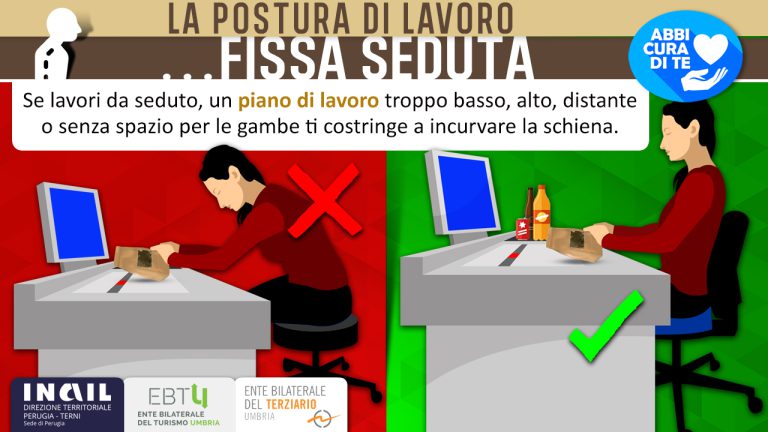 LA POSTURA DI LAVORO
...FISSA SEDUTA
ABBI
CURA
DI TE
Se lavori da seduto, un piano di lavoro troppo basso, alto, distante
o senza spazio per le gambe ti costringe a incurvare la schiena.
INAIL
DIREZIONE TERRITORIALE
PERUGIA - TERNI
Sede di Perugia
EBT4
ENTE BILATERALE
DEL TURISMO UMBRIA
ENTE BILATERALE
DEL TERZIARIO
UMBRIA